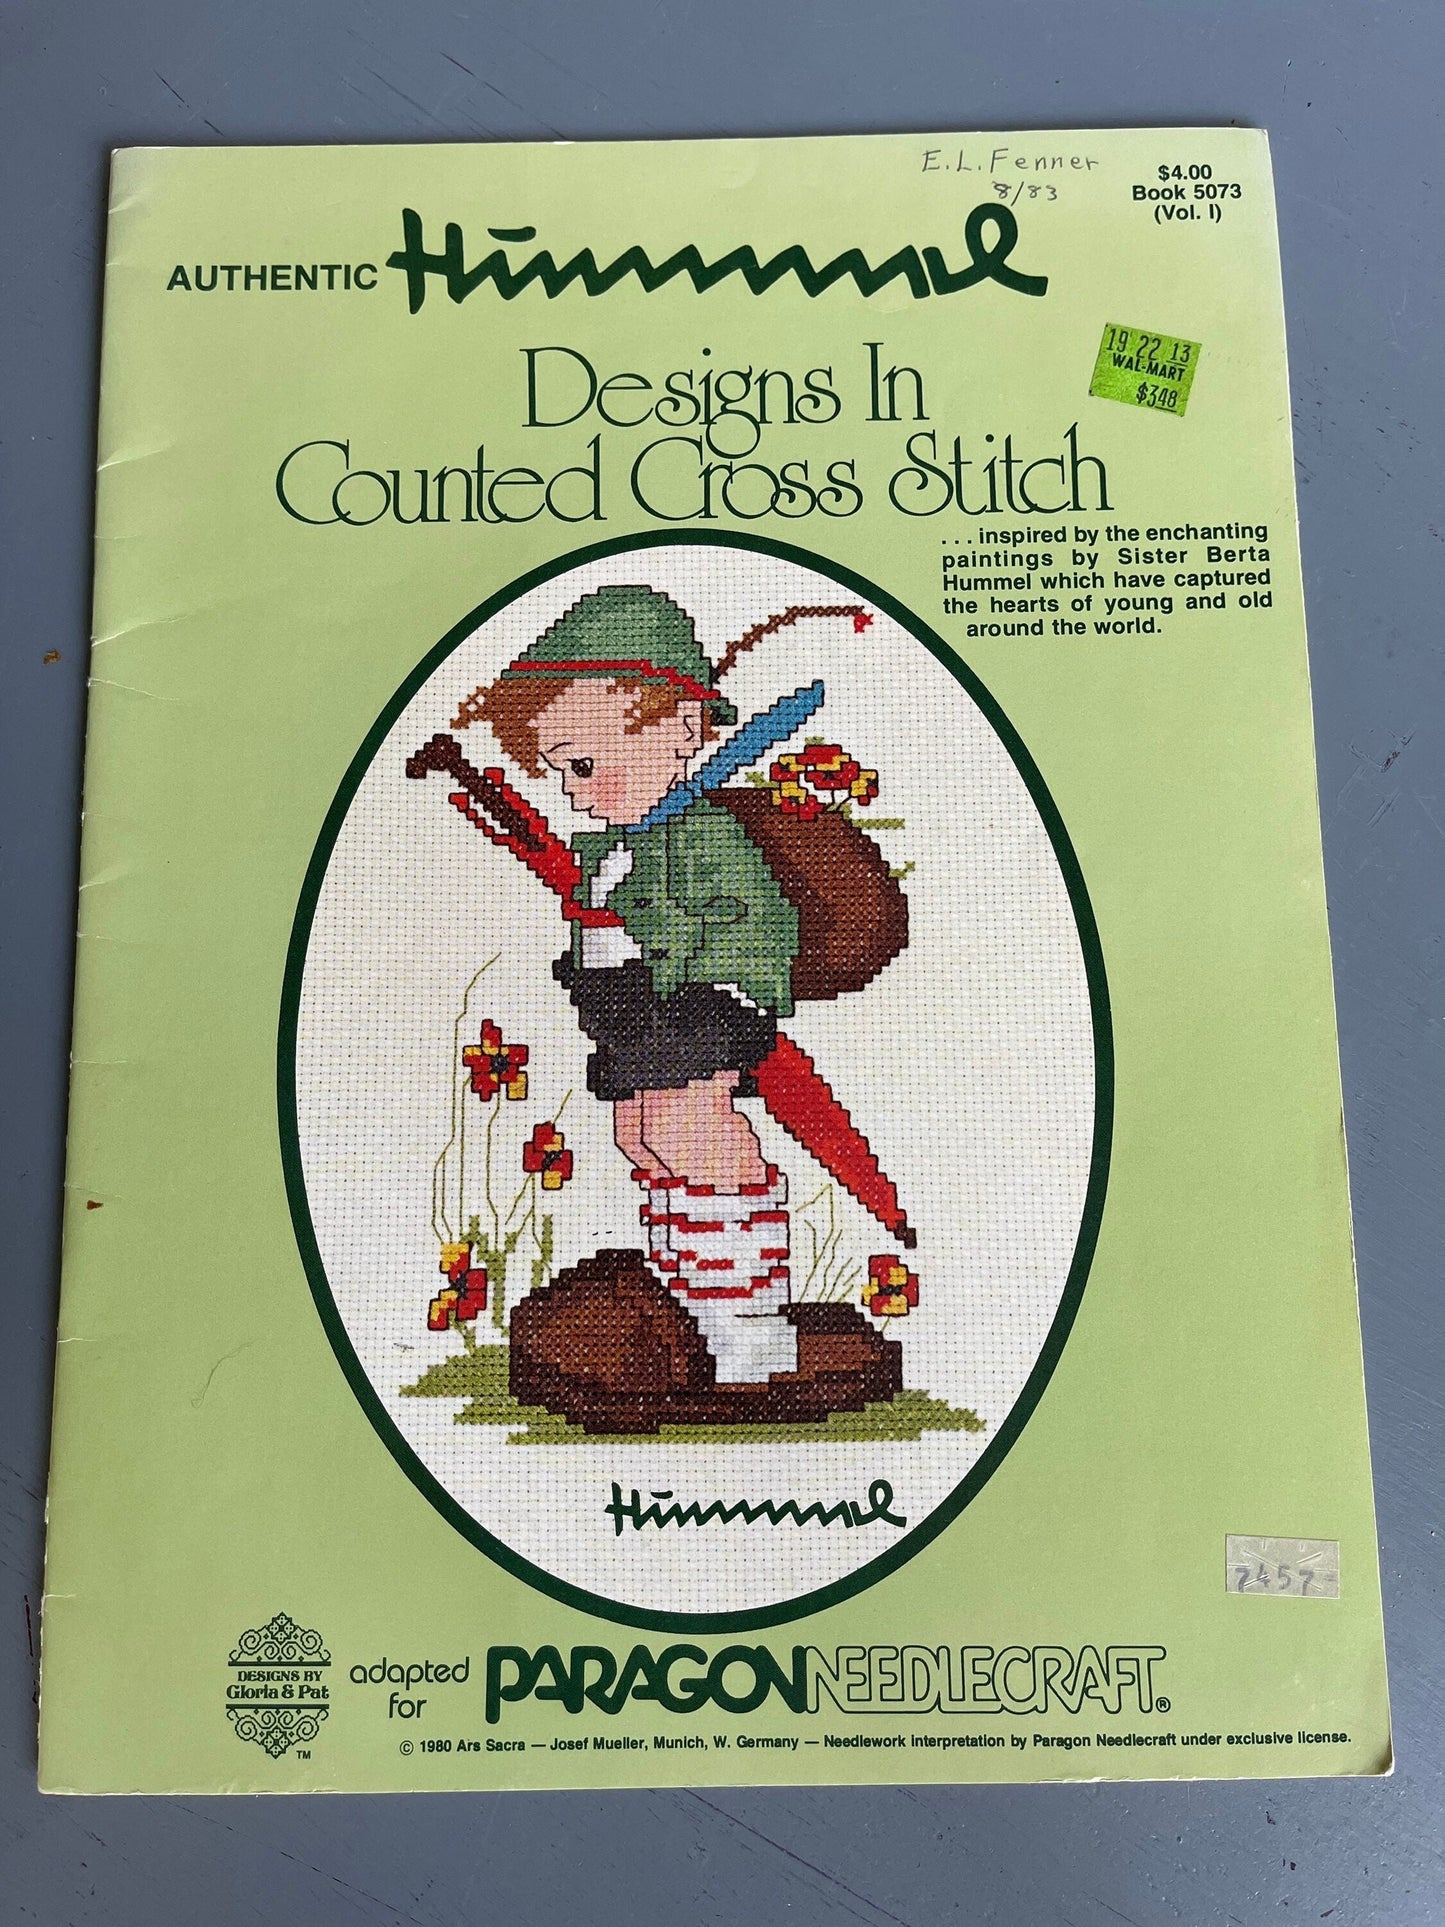 E.L. Fenner
8/83
$4.00
Book 5073
(Vol. I)
AUTHENTIC Hummel
Designs In
Counted Cross Stitch
19 22 13
WAL-MART
$3.48
. . . inspired by the enchanting
paintings by Sister Berta
Hummel which have captured
the hearts of young and old
around the world.
Hummel
7457
DESIGNS BY
Gloria & Pat
TM
adapted
for
PARAGON NEEDLECRAFT®
© 1980 Ars Sacra — Josef Mueller, Munich, W. Germany — Needlework interpretation by Paragon Needlecraft under exclusive license.